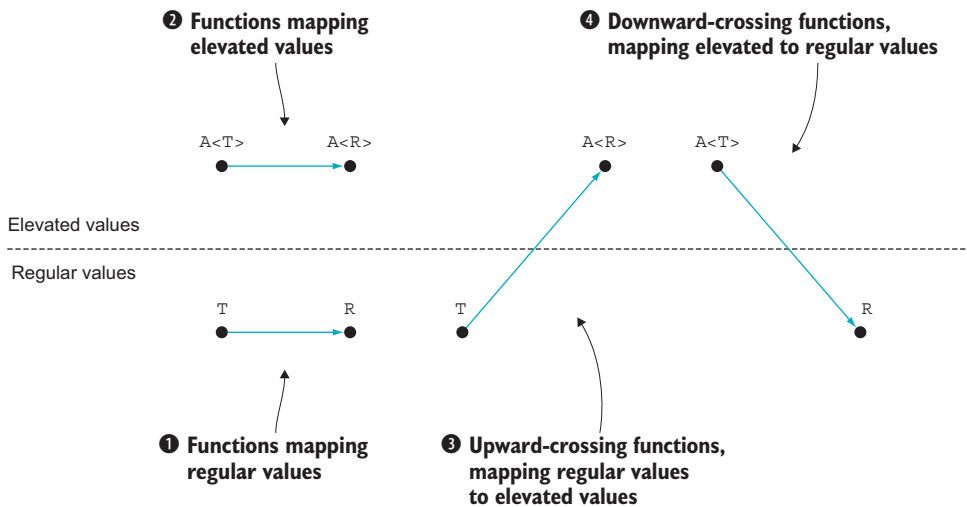 ❷ Functions mapping
elevated values
❹ Downward-crossing functions,
mapping elevated to regular values
A<T>
A<R>
A<R>
A<T>
Elevated values
Regular values
T
R
T
R
❶ Functions mapping
regular values
❸ Upward-crossing functions,
mapping regular values
to elevated values